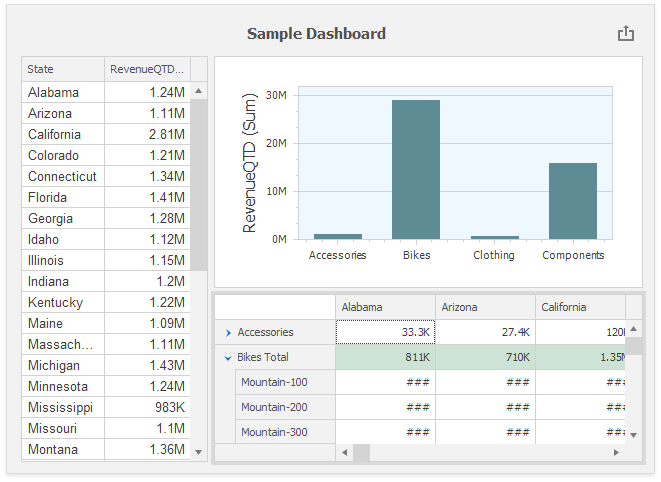 Sample Dashboard
State RevenueQTD...
Alabama 1.24M
Arizona 1.11M
California 2.81M
Colorado 1.21M
Connecticut 1.34M
Florida 1.41M
Georgia 1.28M
Idaho 1.12M
Illinois 1.15M
Indiana 1.2M
Kentucky 1.22M
Maine 1.09M
Massach... 1.11M
Michigan 1.43M
Minnesota 1.24M
Mississippi 983K
Missouri 1.1M
Montana 1.36M
RevenueQTD (Sum)
30M
20M
10M
0M
Accessories Bikes Clothing Components
Alabama Arizona California
Accessories 33.3K 27.4K 120
Bikes Total 811K 710K 1.35M
Mountain-100 ### ### ###
Mountain-200 ### ### ###
Mountain-300 ### ### ###